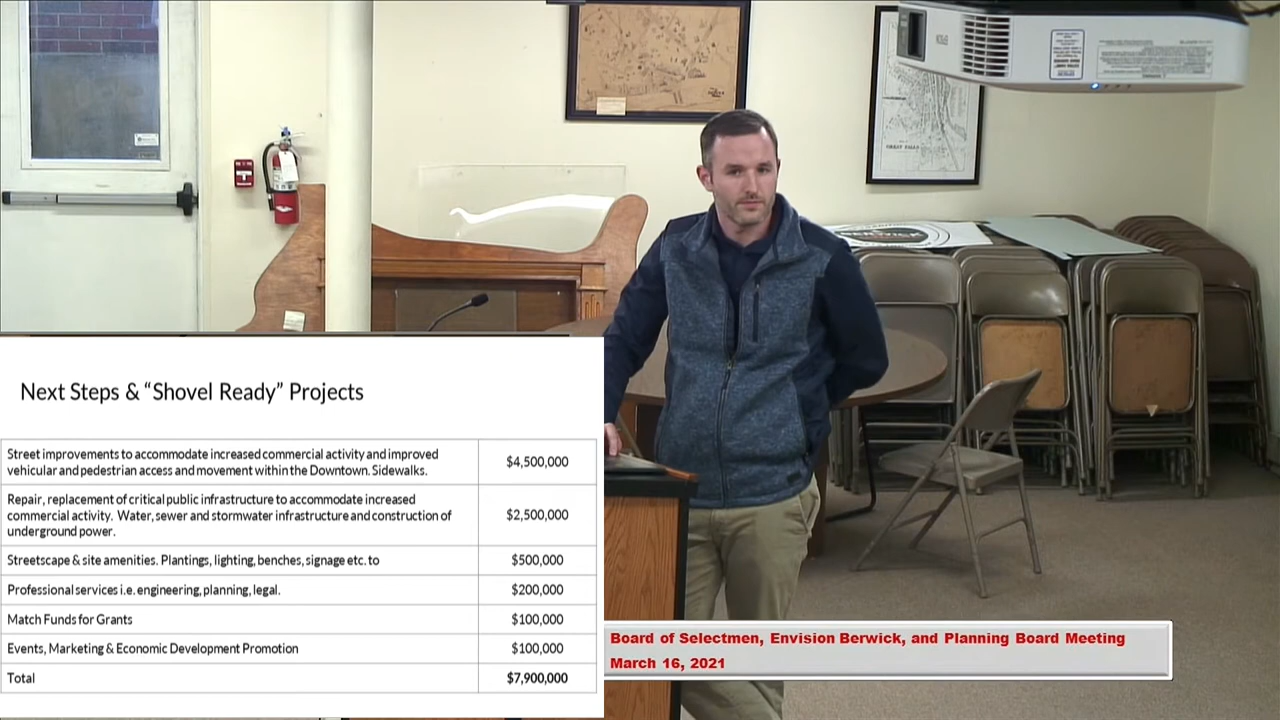 Next Steps & “Shovel Ready” Projects
Street improvements to accommodate increased commercial activity and improved
vehicular and pedestrian access and movement within the Downtown. Sidewalks.
$4,500,000
Repair, replacement of critical public infrastructure to accommodate increased
commercial activity. Water, sewer and stormwater infrastructure and construction of
underground power.
$2,500,000
Streetscape & site amenities. Plantings, lighting, benches, signage etc. to
$500,000
Professional services i.e. engineering, planning, legal.
$200,000
Match Funds for Grants
$100,000
Events, Marketing & Economic Development Promotion
$100,000
Total
$7,900,000
Board of Selectmen, Envision Berwick, and Planning Board Meeting
March 16, 2021